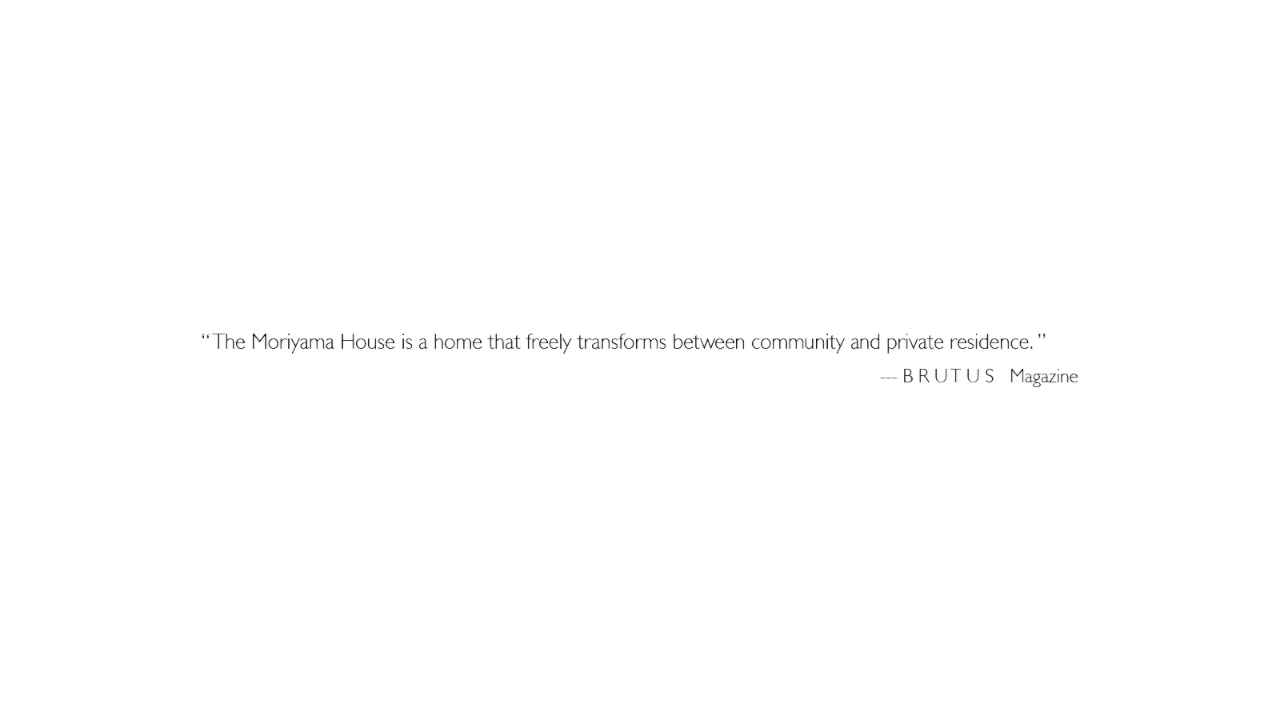 “The Moriyama House is a home that freely transforms between community and private residence. ”
--- B R U T U S Magazine